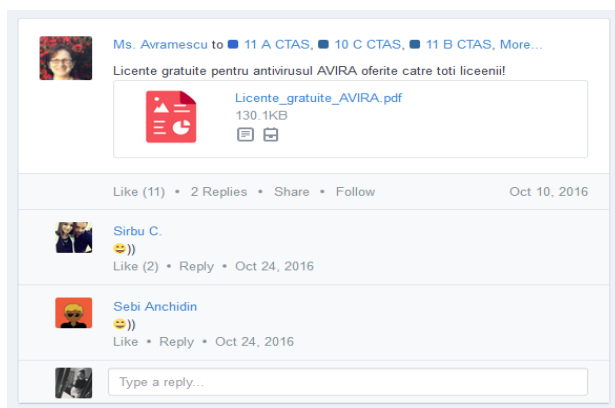 Ms. Avramescu to 11 A CTAS, 10 C CTAS, 11 B CTAS, More...
Licente gratuite pentru antivirusul AVIRA oferite catre toti liceenii!
Licente_gratuite_AVIRA.pdf
130.1KB
Like (11) • 2 Replies • Share • Follow Oct 10, 2016
Sirbu C.
😄))
Like (2) • Reply • Oct 24, 2016
Sebi Anchidin
😄))
Like • Reply • Oct 24, 2016
Type a reply...